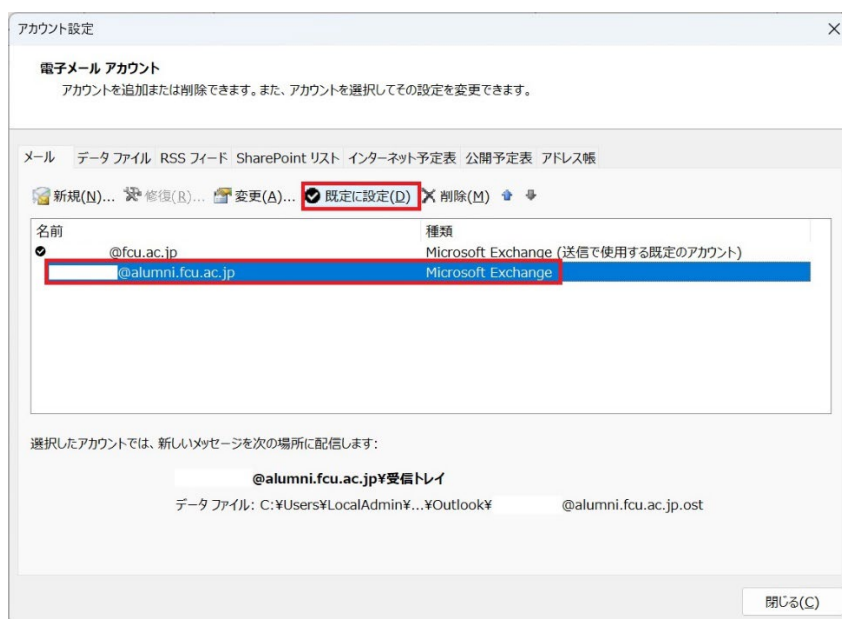 アカウント設定
電子メール アカウント
アカウントを追加または削除できます。また、アカウントを選択してその設定を変更できます。
メール データ ファイル RSS フィード SharePoint リスト インターネット予定表 公開予定表 アドレス帳
新規(N)... 修復(R)... 変更(A)... 既定に設定(D) 削除(M)
名前 種類
@fcu.ac.jp Microsoft Exchange (送信で使用する既定のアカウント)
@alumni.fcu.ac.jp Microsoft Exchange
選択したアカウントでは、新しいメッセージを次の場所に配信します:
@alumni.fcu.ac.jp¥受信トレイ
データ ファイル: C:¥Users¥LocalAdmin¥...¥Outlook¥ @alumni.fcu.ac.jp.ost
閉じる(C)